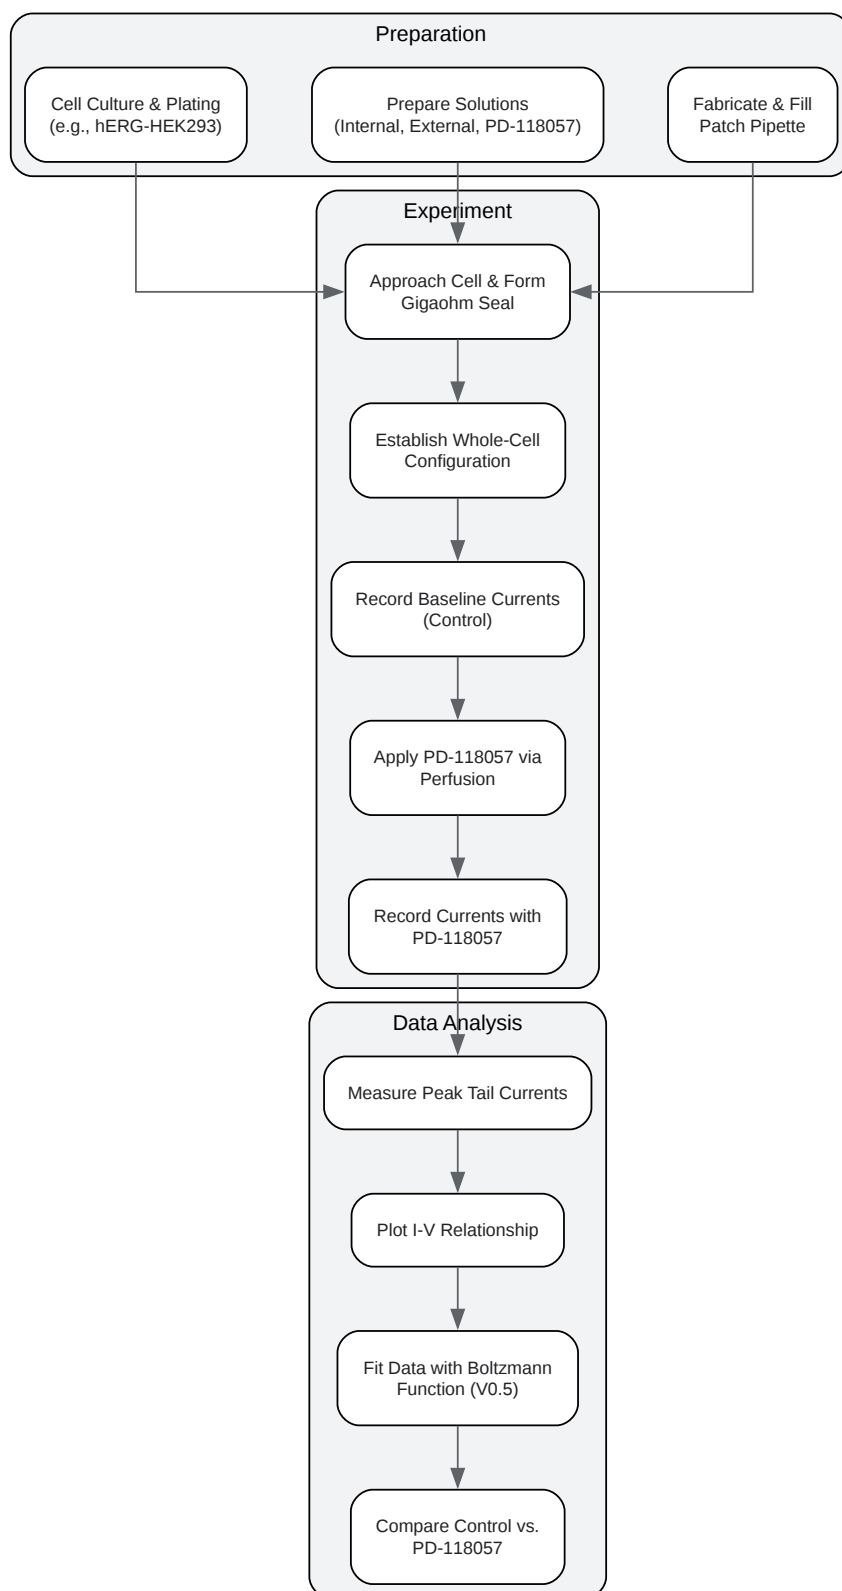 Preparation
Cell Culture & Plating
(e.g., hERG-HEK293)
Prepare Solutions
(Internal, External, PD-118057)
Fabricate & Fill
Patch Pipette
Experiment
Approach Cell & Form
Gigaohm Seal
Establish Whole-Cell
Configuration
Record Baseline Currents
(Control)
Apply PD-118057 via
Perfusion
Record Currents with
PD-118057
Data Analysis
Measure Peak Tail Currents
Plot I-V Relationship
Fit Data with Boltzmann
Function (V0.5)
Compare Control vs.
PD-118057